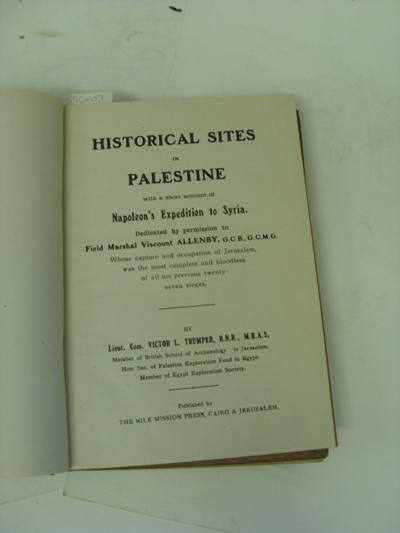 HISTORICAL SITES
IN
PALESTINE
with a short account of
Napoleon's Expedition to Syria.
Dedicated by permission to
Field Marshal Viscount ALLENBY, G.C.B., G.C.M.G.
Whose capture and occupation of Jerusalem,
was the most complete and bloodless
of all her previous twenty-
seven sieges.
BY
Lieut. Com. VICTOR L. TRUMPER, R.N.R., M.R.A.S.
Member of British School of Archaeology in Jerusalem.
Hon. Sec. of Palestine Exploration Fund in Egypt.
Member of Egypt Exploration Society.
Published by
THE NILE MISSION PRESS, CAIRO & JERUSALEM.